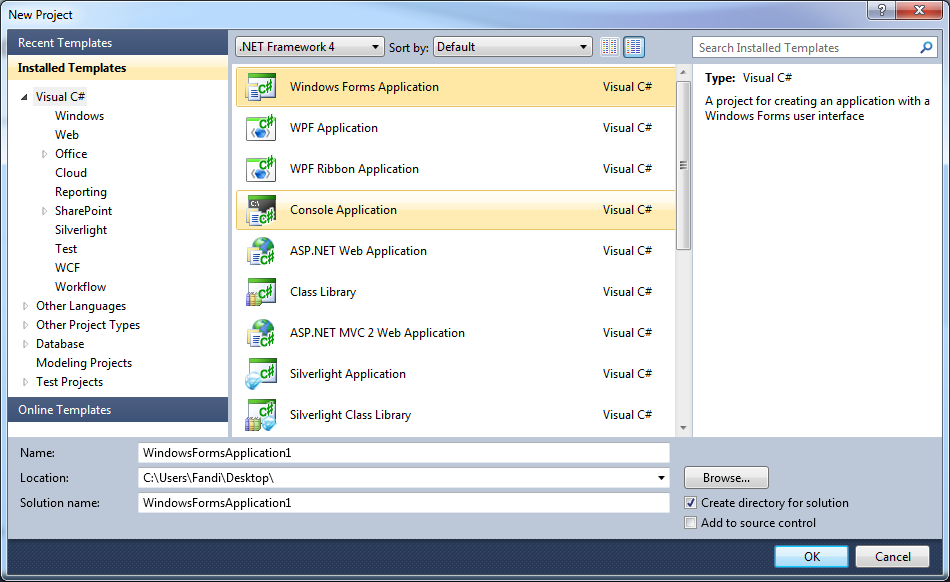 New Project
Recent Templates
Installed Templates
Visual C#
Windows
Web
Office
Cloud
Reporting
SharePoint
Silverlight
Test
WCF
Workflow
Other Languages
Other Project Types
Database
Modeling Projects
Test Projects
Online Templates
.NET Framework 4 Sort by: Default
Windows Forms Application Visual C#
WPF Application Visual C#
WPF Ribbon Application Visual C#
Console Application Visual C#
ASP.NET Web Application Visual C#
Class Library Visual C#
ASP.NET MVC 2 Web Application Visual C#
Silverlight Application Visual C#
Silverlight Class Library Visual C#
Search Installed Templates
Type: Visual C#
A project for creating an application with a
Windows Forms user interface
Name: WindowsFormsApplication1
Location: C:\Users\Fandi\Desktop\
Browse...
Solution name: WindowsFormsApplication1
Create directory for solution
Add to source control
OK Cancel